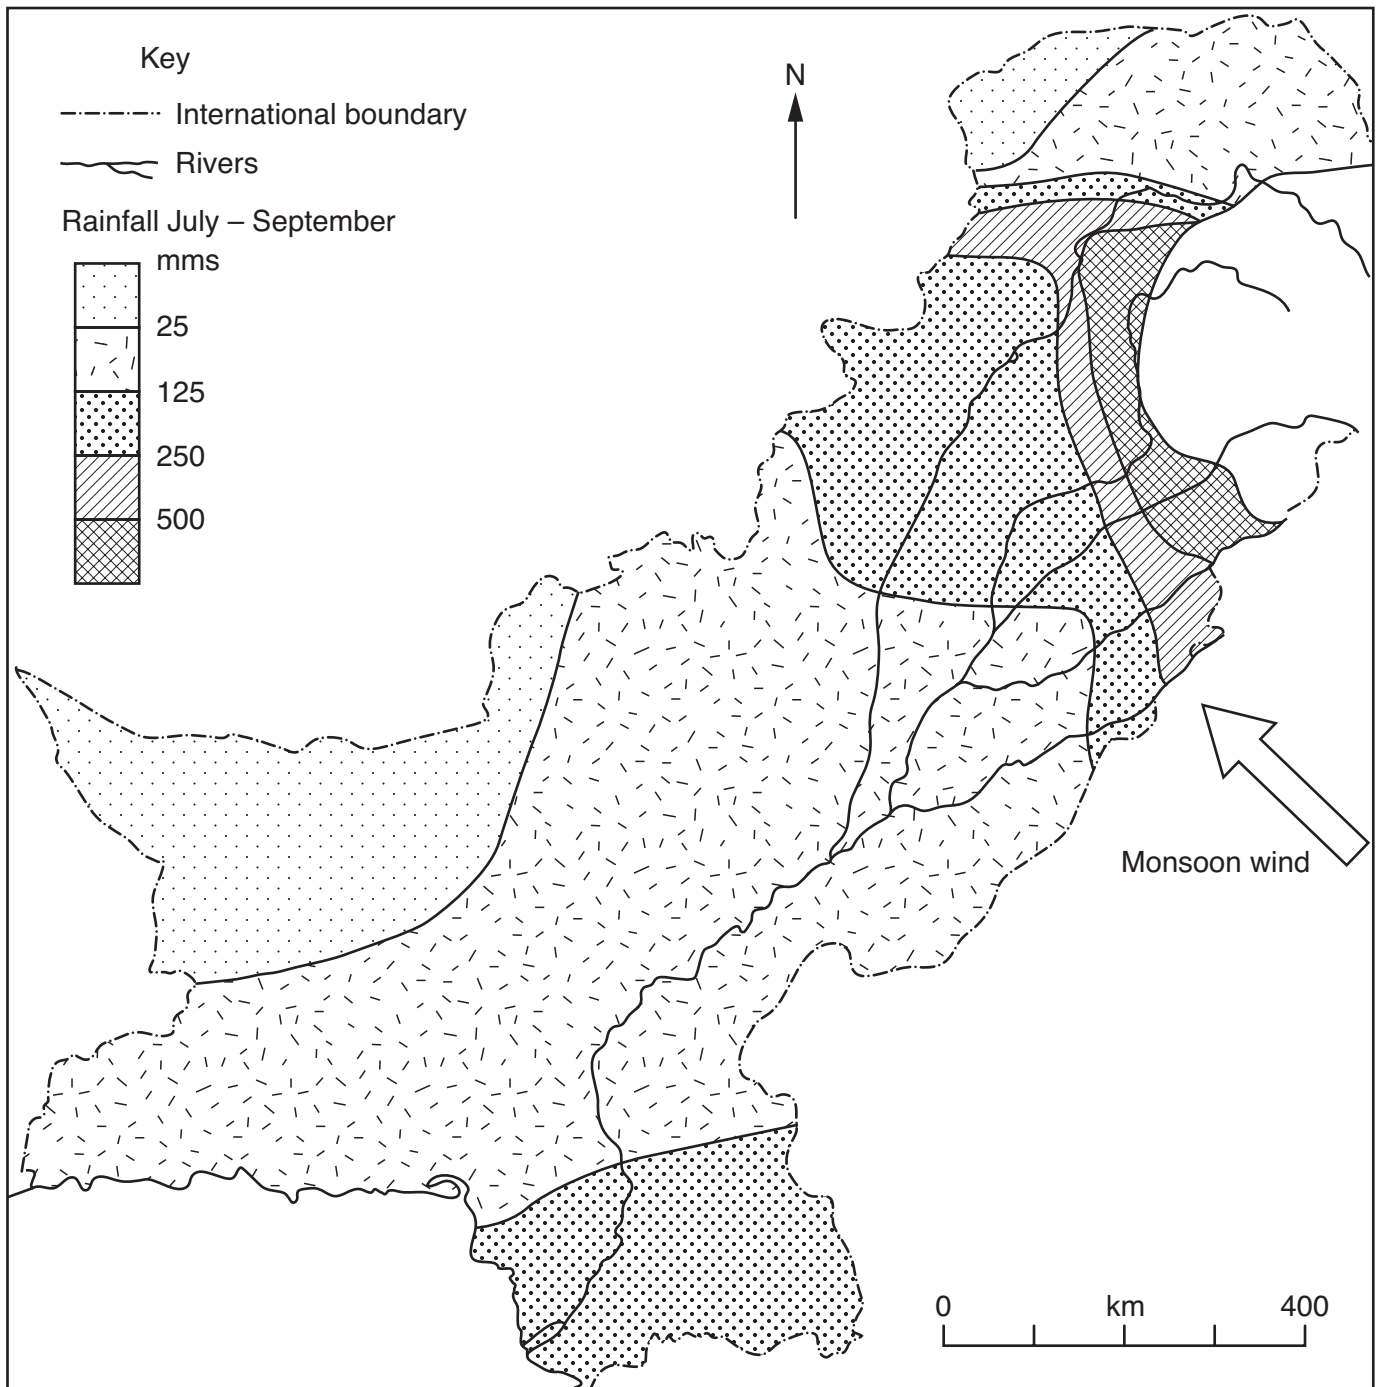 Key
International boundary
Rivers
Rainfall July – September
mms
25
125
250
500
N
Monsoon wind
0 km 400